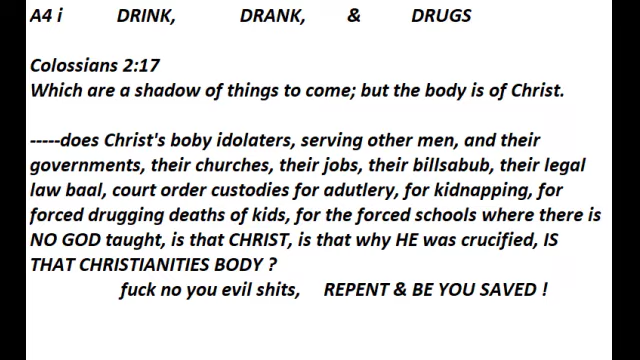 A4 i DRINK, DRANK, & DRUGS
Colossians 2:17
Which are a shadow of things to come; but the body is of Christ.
-----does Christ's boby idolaters, serving other men, and their
governments, their churches, their jobs, their billsabub, their legal
law baal, court order custodies for adutlery, for kidnapping, for
forced drugging deaths of kids, for the forced schools where there is
NO GOD taught, is that CHRIST, is that why HE was crucified, IS
THAT CHRISTIANITIES BODY ?
fuck no you evil shits, REPENT & BE YOU SAVED !